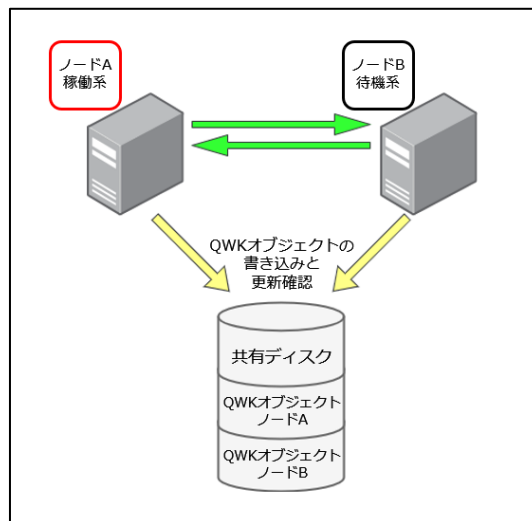 ノードA
稼働系
ノードB
待機系
QWKオブジェクトの
書き込みと
更新確認
共有ディスク
QWKオブジェクト
ノードA
QWKオブジェクト
ノードB